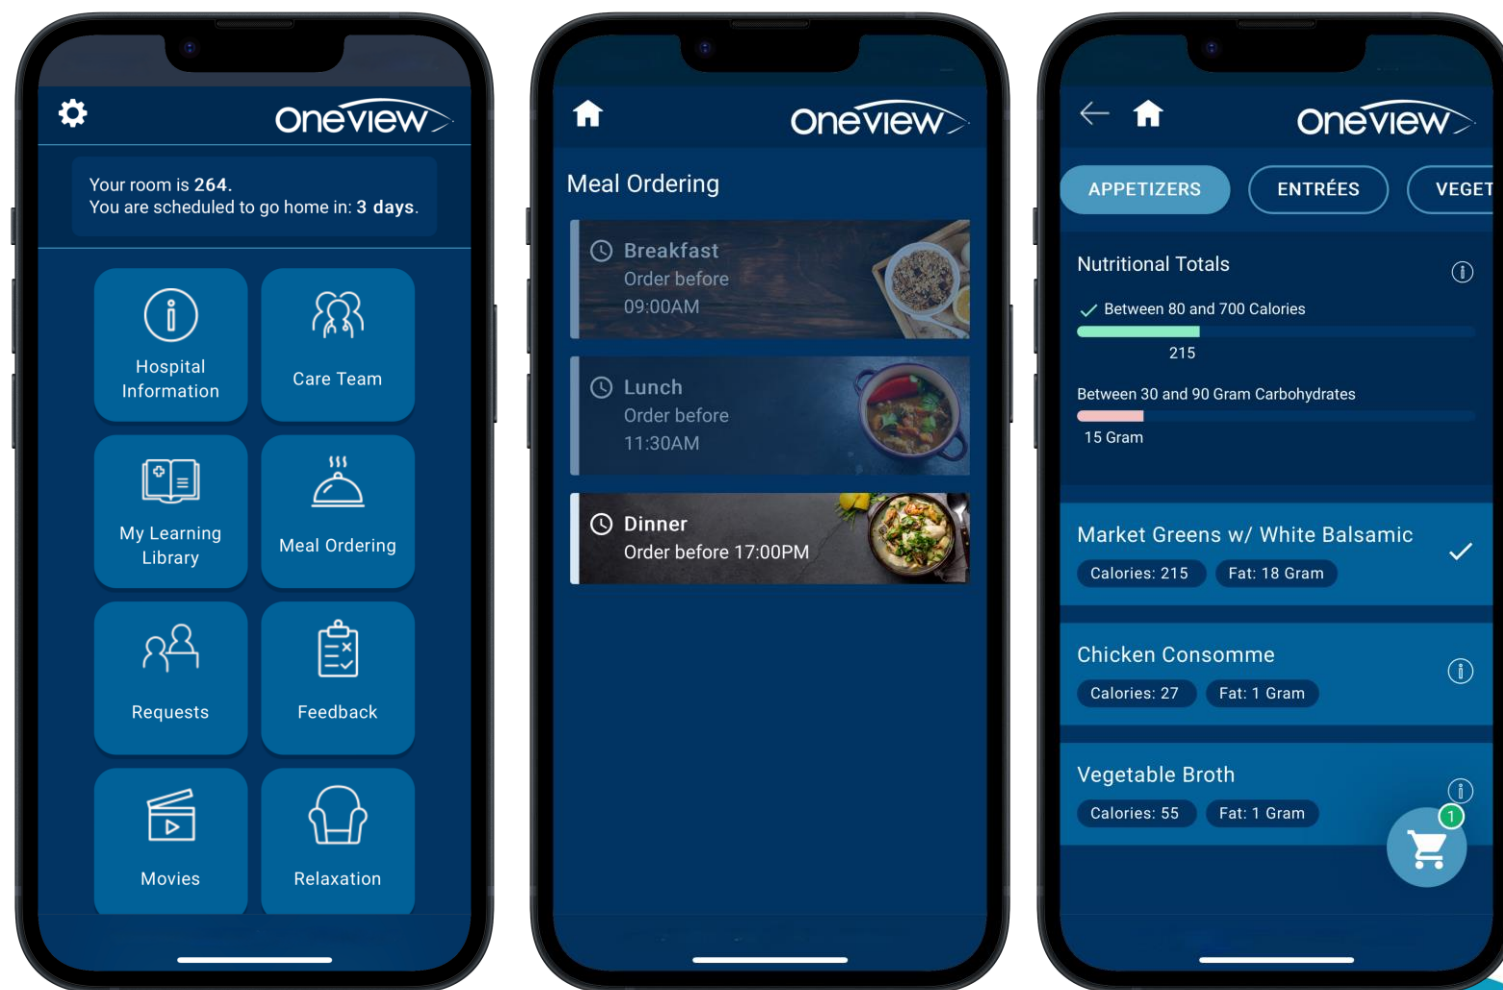 Oneview
Your room is 264.
You are scheduled to go home in: 3 days.
Hospital
Information
Care Team
My Learning
Library
Meal Ordering
Requests
Feedback
Movies
Relaxation
Oneview
Meal Ordering
Breakfast
Order before
09:00AM
Lunch
Order before
11:30AM
Dinner
Order before 17:00PM
Oneview
APPETIZERS
ENTRÉES
VEGET
Nutritional Totals
Between 80 and 700 Calories
215
Between 30 and 90 Gram Carbohydrates
15 Gram
Market Greens w/ White Balsamic
Calories: 215
Fat: 18 Gram
Chicken Consomme
Calories: 27
Fat: 1 Gram
Vegetable Broth
Calories: 55
Fat: 1 Gram
1